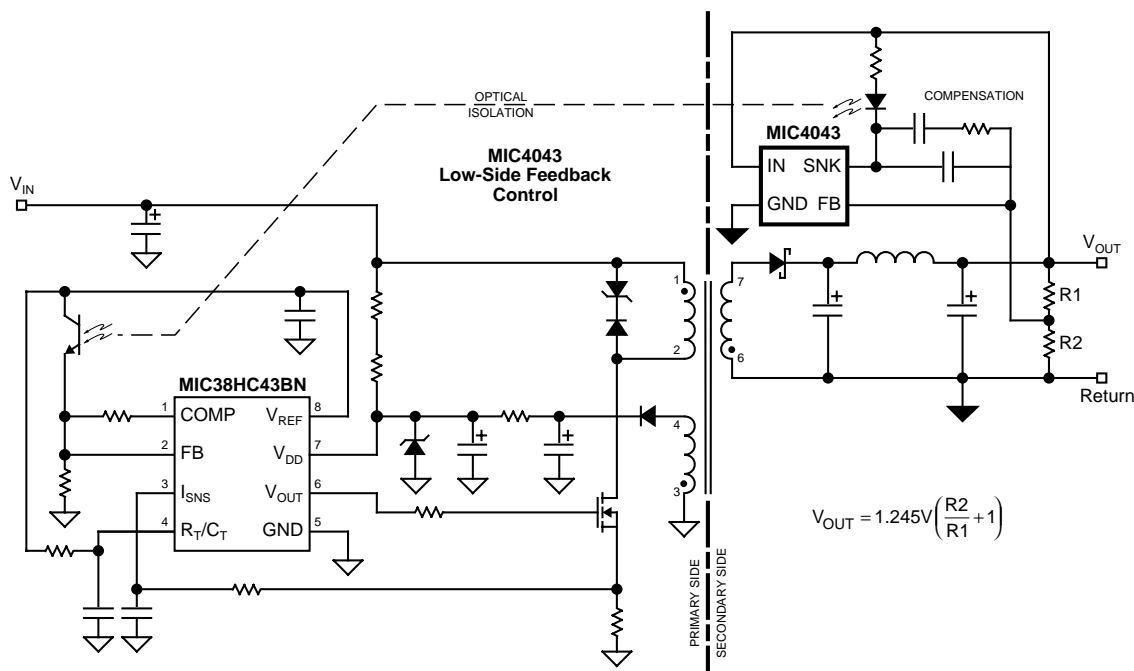 OPTICAL
ISOLATION
COMPENSATION
MIC4043
MIC4043
Low-Side Feedback
Control
IN SNK
GND FB
V_IN
V_OUT
1
2
7
6
R1
R2
Return
MIC38HC43BN
1 COMP V_REF 8
2 FB V_DD 7
3 I_SNS V_OUT 6
4 R_T/C_T GND 5
4
3
V_OUT = 1.245V(R2/R1 + 1)
PRIMARY SIDE
SECONDARY SIDE